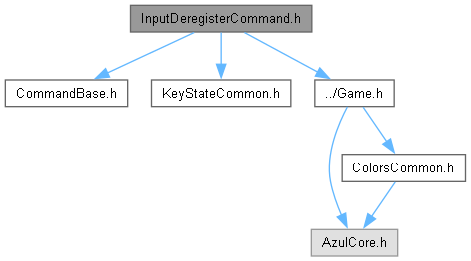 InputDeregisterCommand.h
CommandBase.h
KeyStateCommon.h
../Game.h
ColorsCommon.h
AzulCore.h